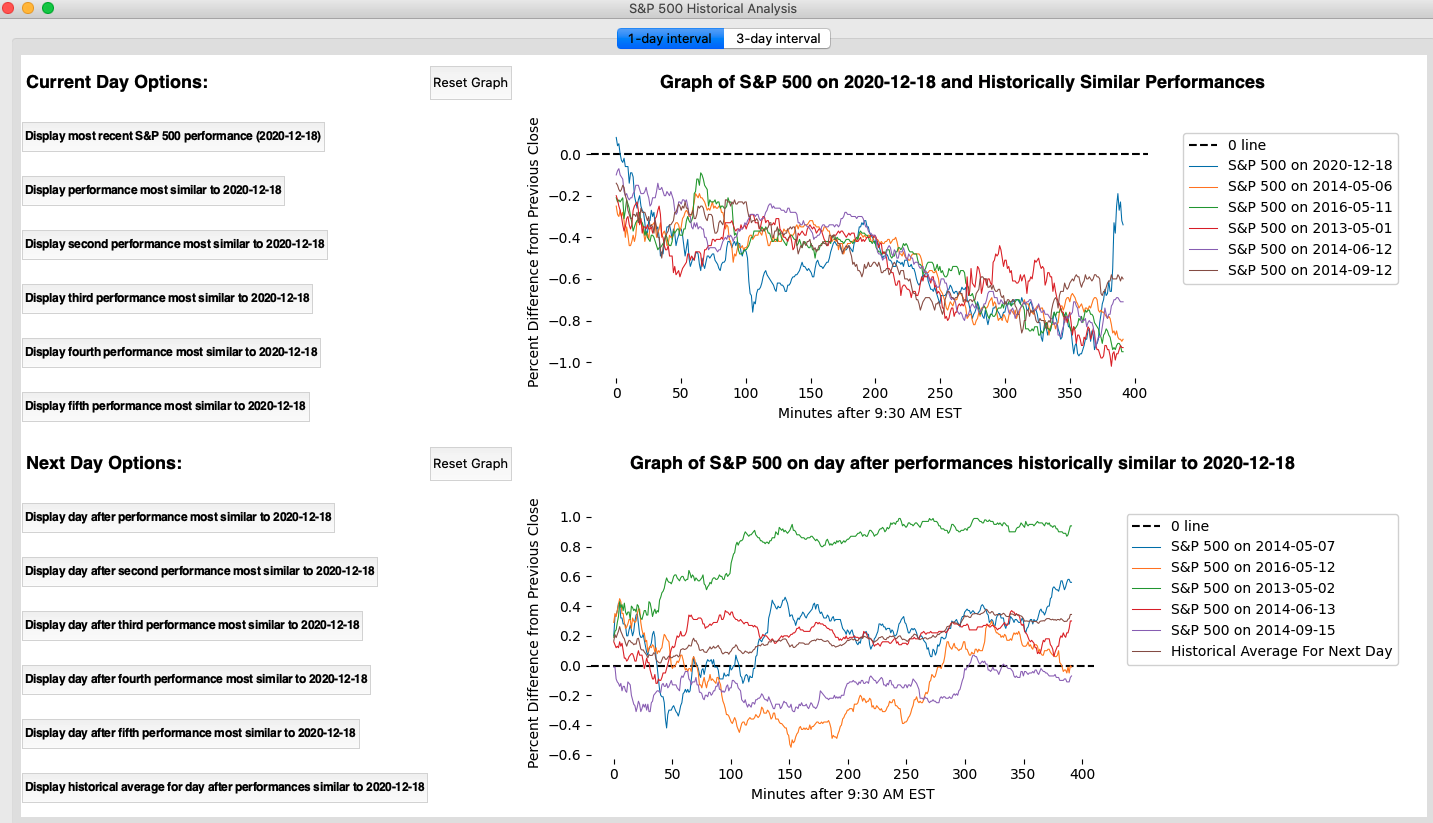 S&P 500 Historical Analysis
1-day interval
3-day interval
Current Day Options:
Reset Graph
Display most recent S&P 500 performance (2020-12-18)
Display performance most similar to 2020-12-18
Display second performance most similar to 2020-12-18
Display third performance most similar to 2020-12-18
Display fourth performance most similar to 2020-12-18
Display fifth performance most similar to 2020-12-18
Graph of S&P 500 on 2020-12-18 and Historically Similar Performances
Percent Difference from Previous Close
0.0
−0.2
−0.4
−0.6
−0.8
−1.0
0 50 100 150 200 250 300 350 400
Minutes after 9:30 AM EST
0 line
S&P 500 on 2020-12-18
S&P 500 on 2014-05-06
S&P 500 on 2016-05-11
S&P 500 on 2013-05-01
S&P 500 on 2014-06-12
S&P 500 on 2014-09-12
Next Day Options:
Reset Graph
Display day after performance most similar to 2020-12-18
Display day after second performance most similar to 2020-12-18
Display day after third performance most similar to 2020-12-18
Display day after fourth performance most similar to 2020-12-18
Display day after fifth performance most similar to 2020-12-18
Display historical average for day after performances similar to 2020-12-18
Graph of S&P 500 on day after performances historically similar to 2020-12-18
Percent Difference from Previous Close
1.0
0.8
0.6
0.4
0.2
0.0
−0.2
−0.4
−0.6
0 50 100 150 200 250 300 350 400
Minutes after 9:30 AM EST
0 line
S&P 500 on 2014-05-07
S&P 500 on 2016-05-12
S&P 500 on 2013-05-02
S&P 500 on 2014-06-13
S&P 500 on 2014-09-15
Historical Average For Next Day